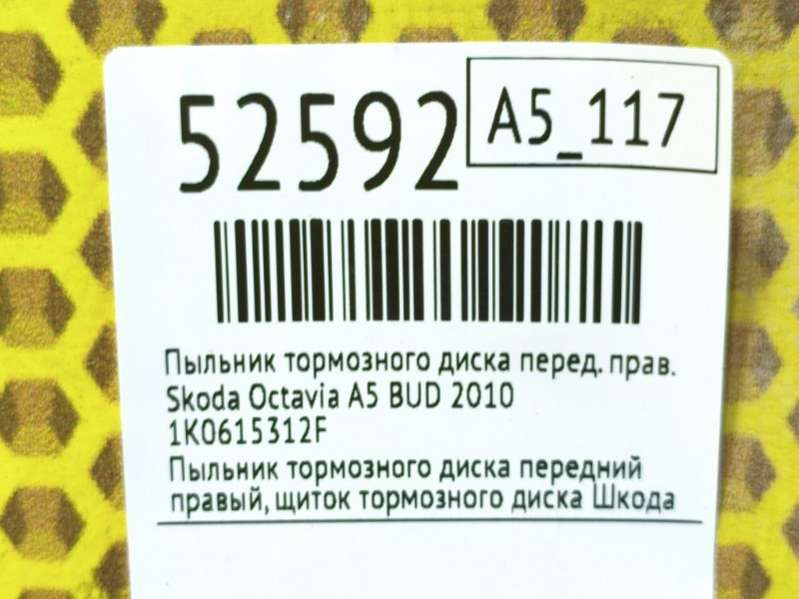 52592
A5_117
Пыльник тормозного диска перед. прав.
Skoda Octavia A5 BUD 2010
1K0615312F
Пыльник тормозного диска передний
правый, щиток тормозного диска Шкода